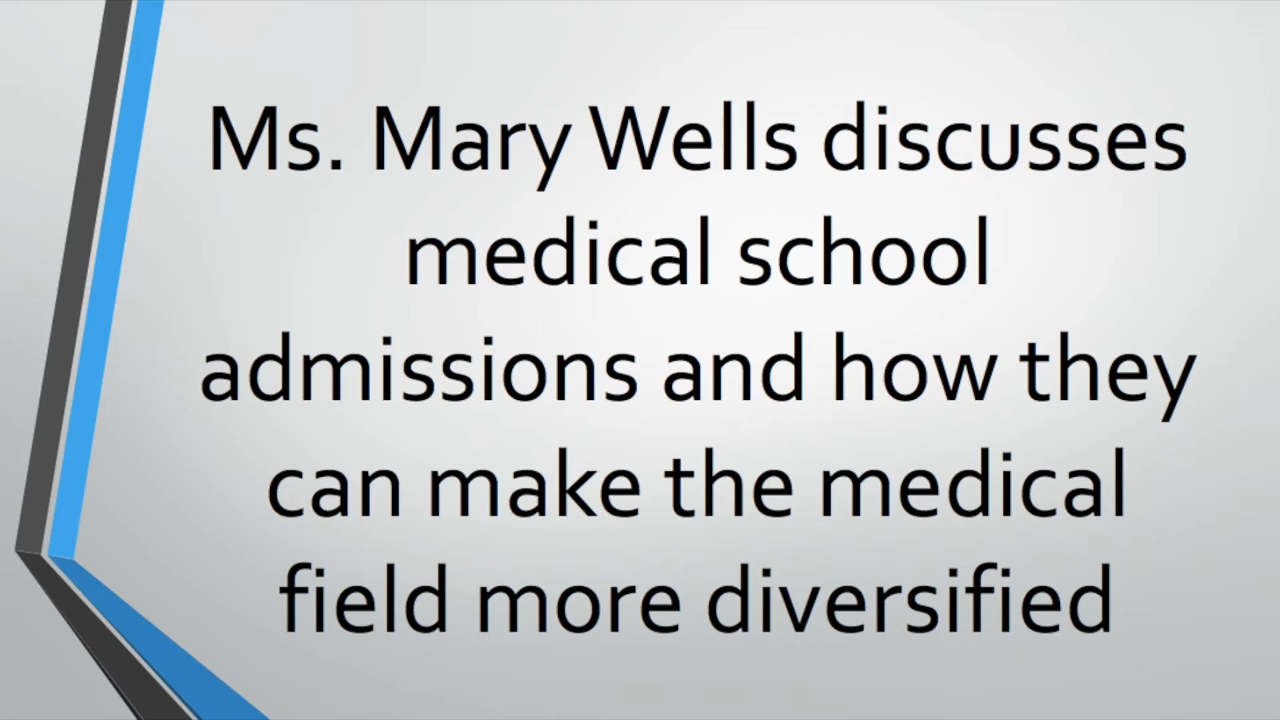 Ms. Mary Wells discusses
medical school
admissions and how they
can make the medical
field more diversified